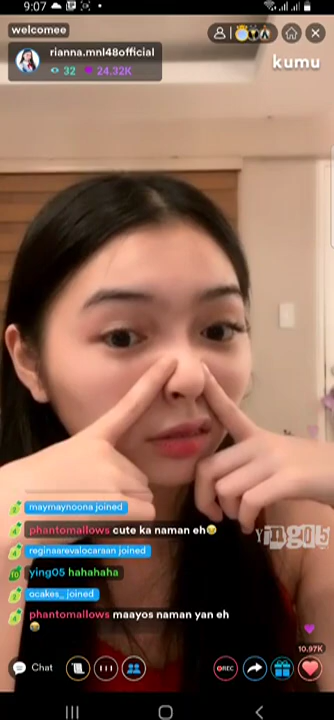 9:07
welcomee
rianna.mnl48official
32 24.32K
kumu
maymaynoona joined
phantomallows cute ka naman eh
reginaarevalocaraan joined
ying05
ying05 hahahaha
ocakes_ joined
phantomallows maayos naman yan eh
10.97K
Chat
REC